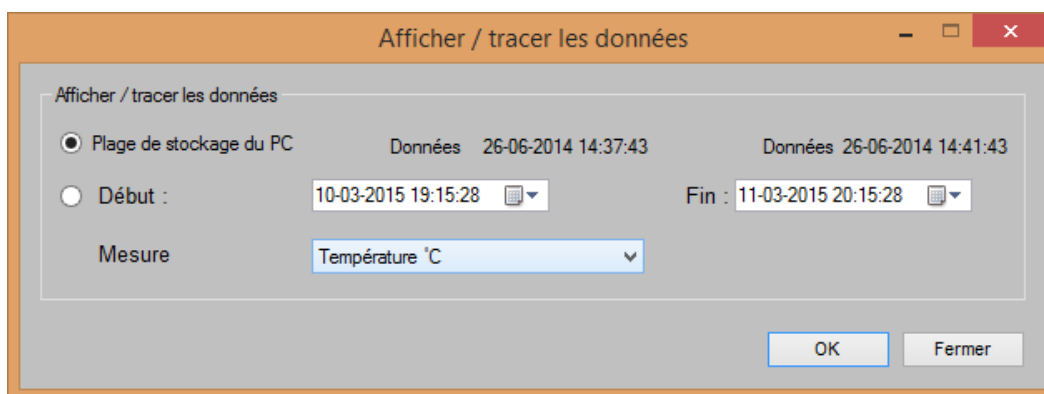 Afficher / tracer les données
Afficher / tracer les données
Plage de stockage du PC Données 26-06-2014 14:37:43 Données 26-06-2014 14:41:43
Début : 10-03-2015 19:15:28 Fin : 11-03-2015 20:15:28
Mesure Température °C
OK Fermer